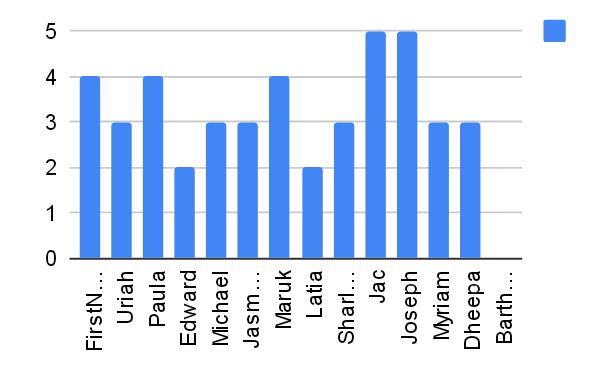 5
4
3
2
1
0
FirstN…
Uriah
Paula
Edward
Michael
Jasm…
Maruk
Latia
Sharl…
Jac
Joseph
Myriam
Dheepa
Barth…